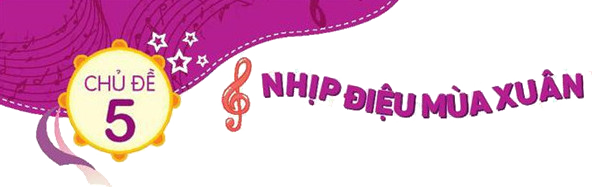 CHỦ ĐỀ
5
NHỊP ĐIỆU MÙA XUÂN